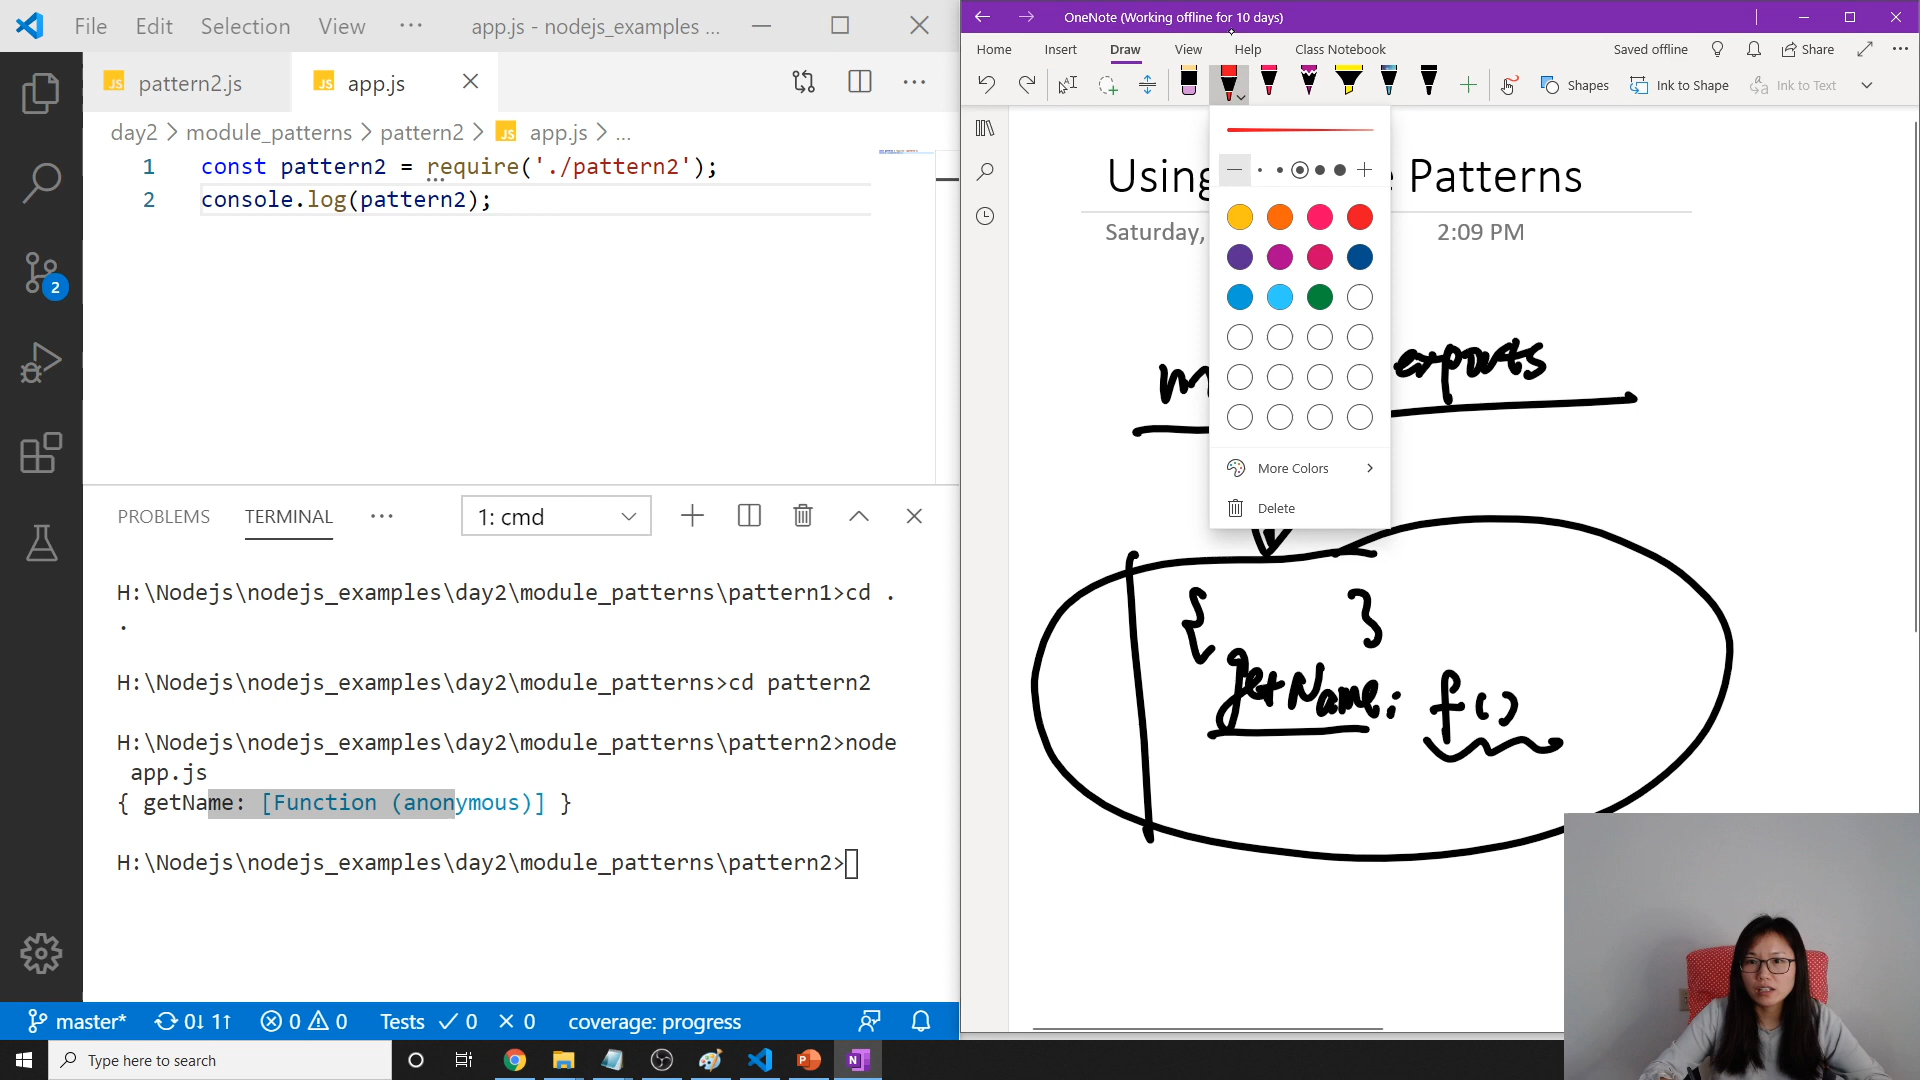 File Edit Selection View ··· app.js - nodejs_examples ...
pattern2.js app.js
day2 > module_patterns > pattern2 > JS app.js > ...
1 const pattern2 = require('./pattern2');
2 console.log(pattern2);
PROBLEMS TERMINAL ··· 1: cmd
H:\Nodejs\nodejs_examples\day2\module_patterns\pattern1>cd .
.
H:\Nodejs\nodejs_examples\day2\module_patterns>cd pattern2
H:\Nodejs\nodejs_examples\day2\module_patterns\pattern2>node
app.js
{ getName: [Function (anonymous)] }
H:\Nodejs\nodejs_examples\day2\module_patterns\pattern2>
2
master* 0↓ 1↑ 0 0 Tests 0 0 coverage: progress
Type here to search
OneNote (Working offline for 10 days)
Home Insert Draw View Help Class Notebook Saved offline Share
Shapes Ink to Shape Ink to Text
Using Patterns
Saturday, 2:09 PM
More Colors
Delete
m exports
{ }
getName: f()